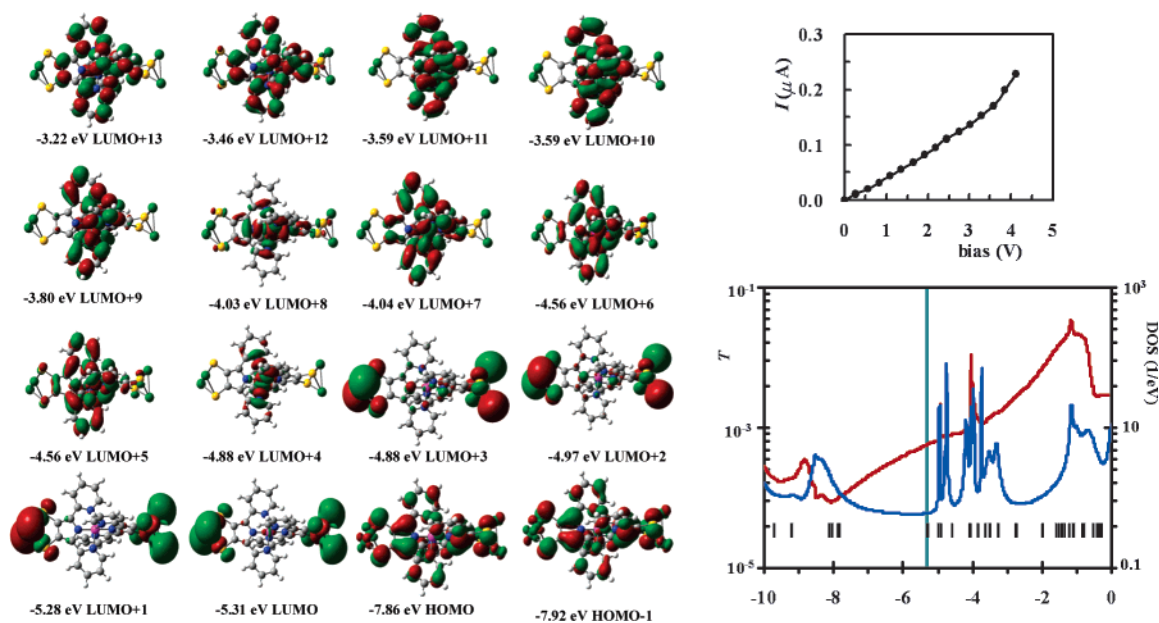 -3.22 eV LUMO+13
-3.46 eV LUMO+12
-3.59 eV LUMO+11
-3.59 eV LUMO+10
-3.80 eV LUMO+9
-4.03 eV LUMO+8
-4.04 eV LUMO+7
-4.56 eV LUMO+6
-4.56 eV LUMO+5
-4.88 eV LUMO+4
-4.88 eV LUMO+3
-4.97 eV LUMO+2
-5.28 eV LUMO+1
-5.31 eV LUMO
-7.86 eV HOMO
-7.92 eV HOMO-1
I (μA)
0.3
0.2
0.1
0.0
0 1 2 3 4 5
bias (V)
T
10⁻¹
10⁻³
10⁻⁵
10³
10
0.1
DOS (1/eV)
-10 -8 -6 -4 -2 0